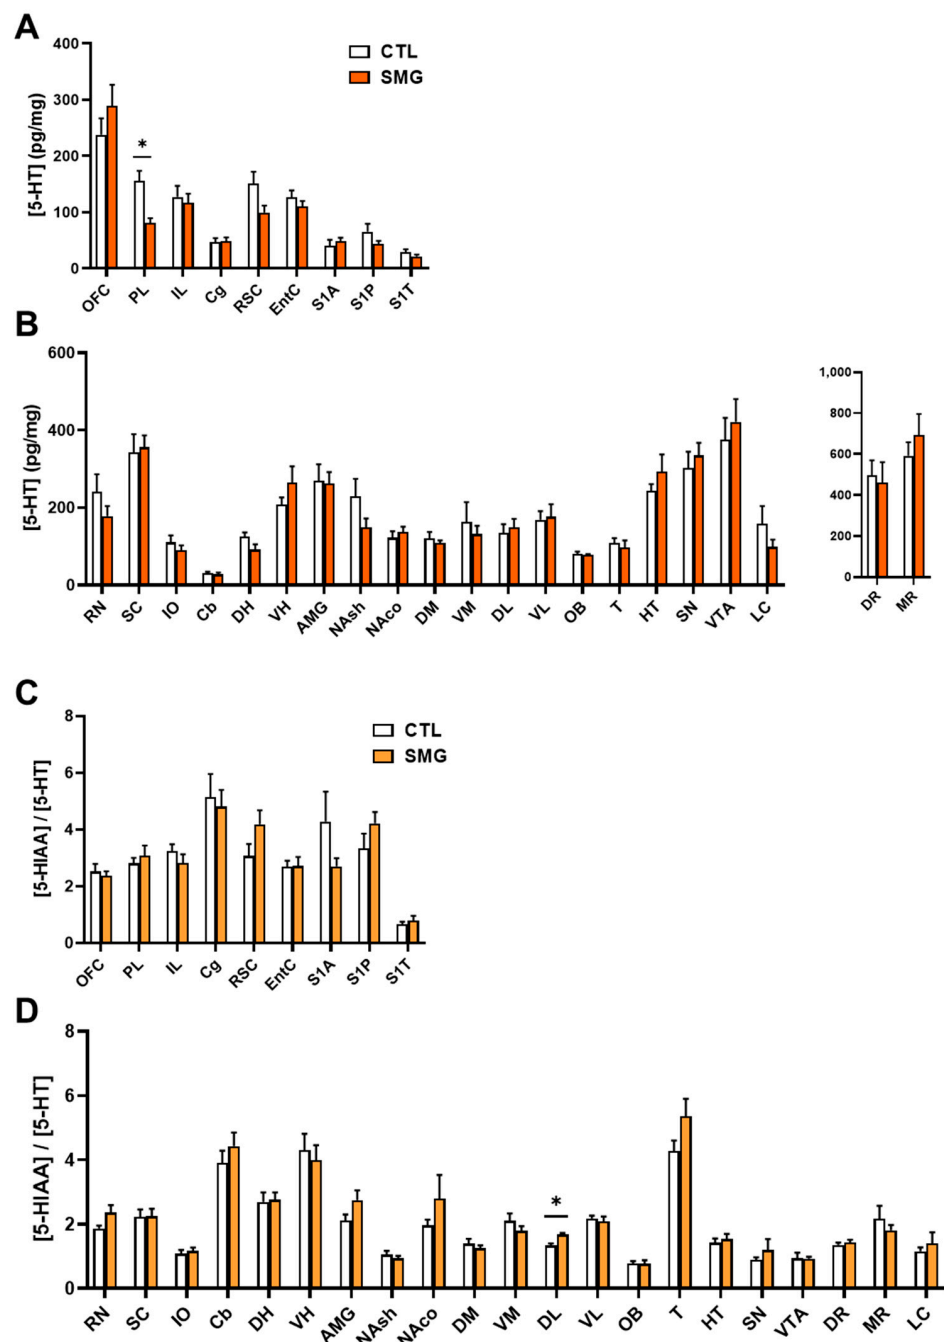 A
CTL
SMG
[5-HT] (pg/mg)
400
300
200
100
0
*
OFC PL IL Cg RSC EntC S1A S1P S1T
B
[5-HT] (pg/mg)
600
400
200
0
RN SC IO Cb DH VH AMG NAsh NAco DM VM DL VL OB T HT SN VTA LC
1,000
800
600
400
200
0
DR MR
C
CTL
SMG
[5-HIAA] / [5-HT]
8
6
4
2
0
OFC PL IL Cg RSC EntC S1A S1P S1T
D
[5-HIAA] / [5-HT]
8
6
4
2
0
*
RN SC IO Cb DH VH AMG NAsh NAco DM VM DL VL OB T HT SN VTA DR MR LC